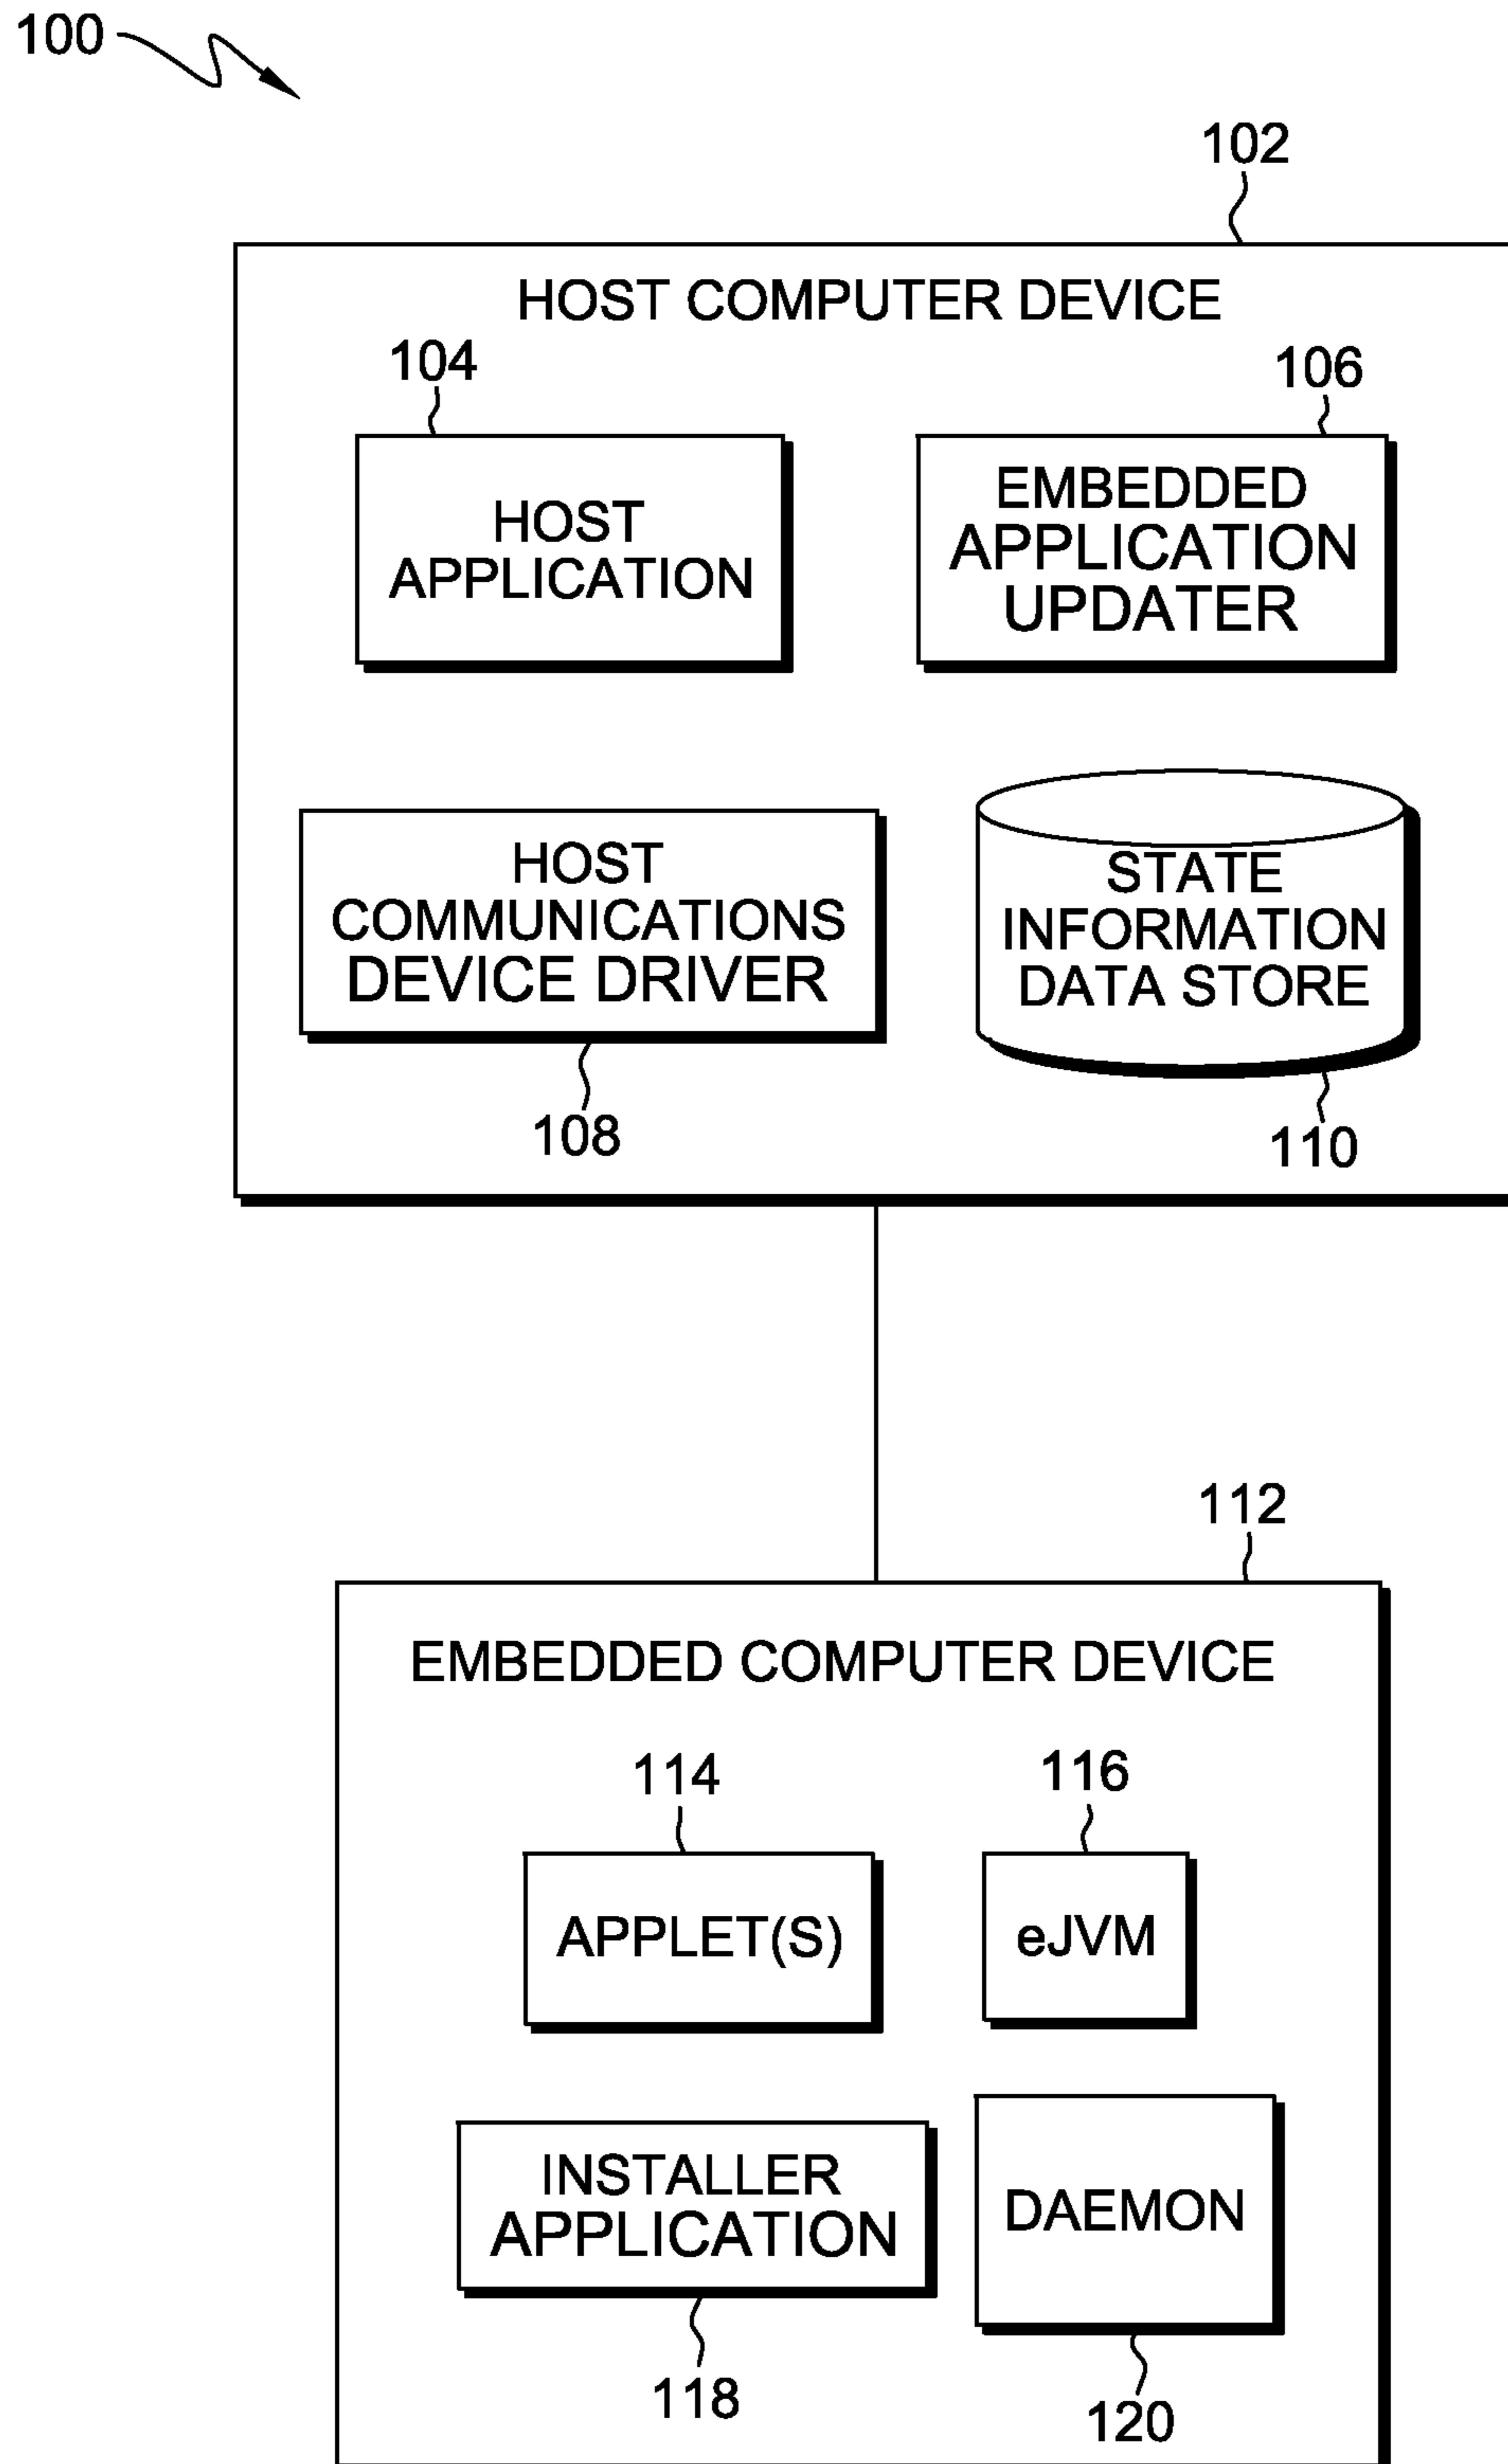 100
102
HOST COMPUTER DEVICE
104
106
HOST
APPLICATION
EMBEDDED
APPLICATION
UPDATER
HOST
COMMUNICATIONS
DEVICE DRIVER
STATE
INFORMATION
DATA STORE
108
110
112
EMBEDDED COMPUTER DEVICE
114
116
APPLET(S)
eJVM
INSTALLER
APPLICATION
DAEMON
118
120